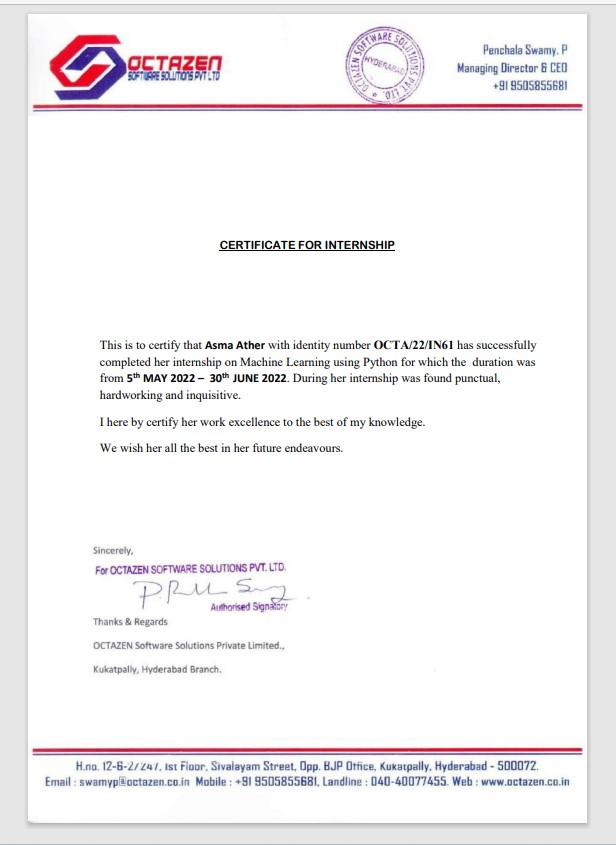 OCTAZEN
SOFTWARE SOLUTIONS PVT LTD
OCTAZEN SOFTWARE SOLUTIONS PVT. LTD. *
HYDERABAD
Penchala Swamy. P
Managing Director & CEO
+91 9505855681
CERTIFICATE FOR INTERNSHIP
This is to certify that Asma Ather with identity number OCTA/22/IN61 has successfully
completed her internship on Machine Learning using Python for which the duration was
from 5th MAY 2022 – 30th JUNE 2022. During her internship was found punctual,
hardworking and inquisitive.
I here by certify her work excellence to the best of my knowledge.
We wish her all the best in her future endeavours.
Sincerely,
For OCTAZEN SOFTWARE SOLUTIONS PVT. LTD.
Authorised Signatory
Thanks & Regards
OCTAZEN Software Solutions Private Limited.,
Kukatpally, Hyderabad Branch.
H.no. 12-6-2/247, 1st Floor, Sivalayam Street, Opp. BJP Office, Kukatpally, Hyderabad - 500072.
Email : swamyp@octazen.co.in Mobile : +91 9505855681, Landline : 040-40077455. Web : www.octazen.co.in